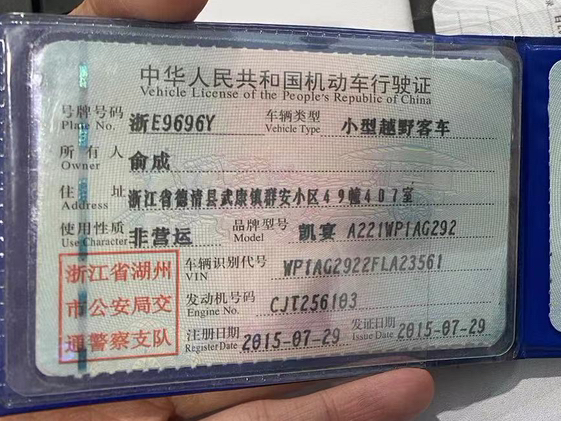 中华人民共和国机动车行驶证
Vehicle License of the People's Republic of China
号牌号码 浙E9696Y 车辆类型 小型越野客车
Plate No. Vehicle Type
所有人 俞成
Owner
住址 浙江省德清县武康镇群安小区49幢407室
Address
使用性质 非营运 品牌型号 凯宴 A221WP1AG292
Use Character Model
浙江省湖州
市公安局交
通警察支队
车辆识别代号 WP1AG2922FLA23561
VIN
发动机号码 CJT256103
Engine No.
注册日期 2015-07-29 发证日期 2015-07-29
Register Date Issue Date